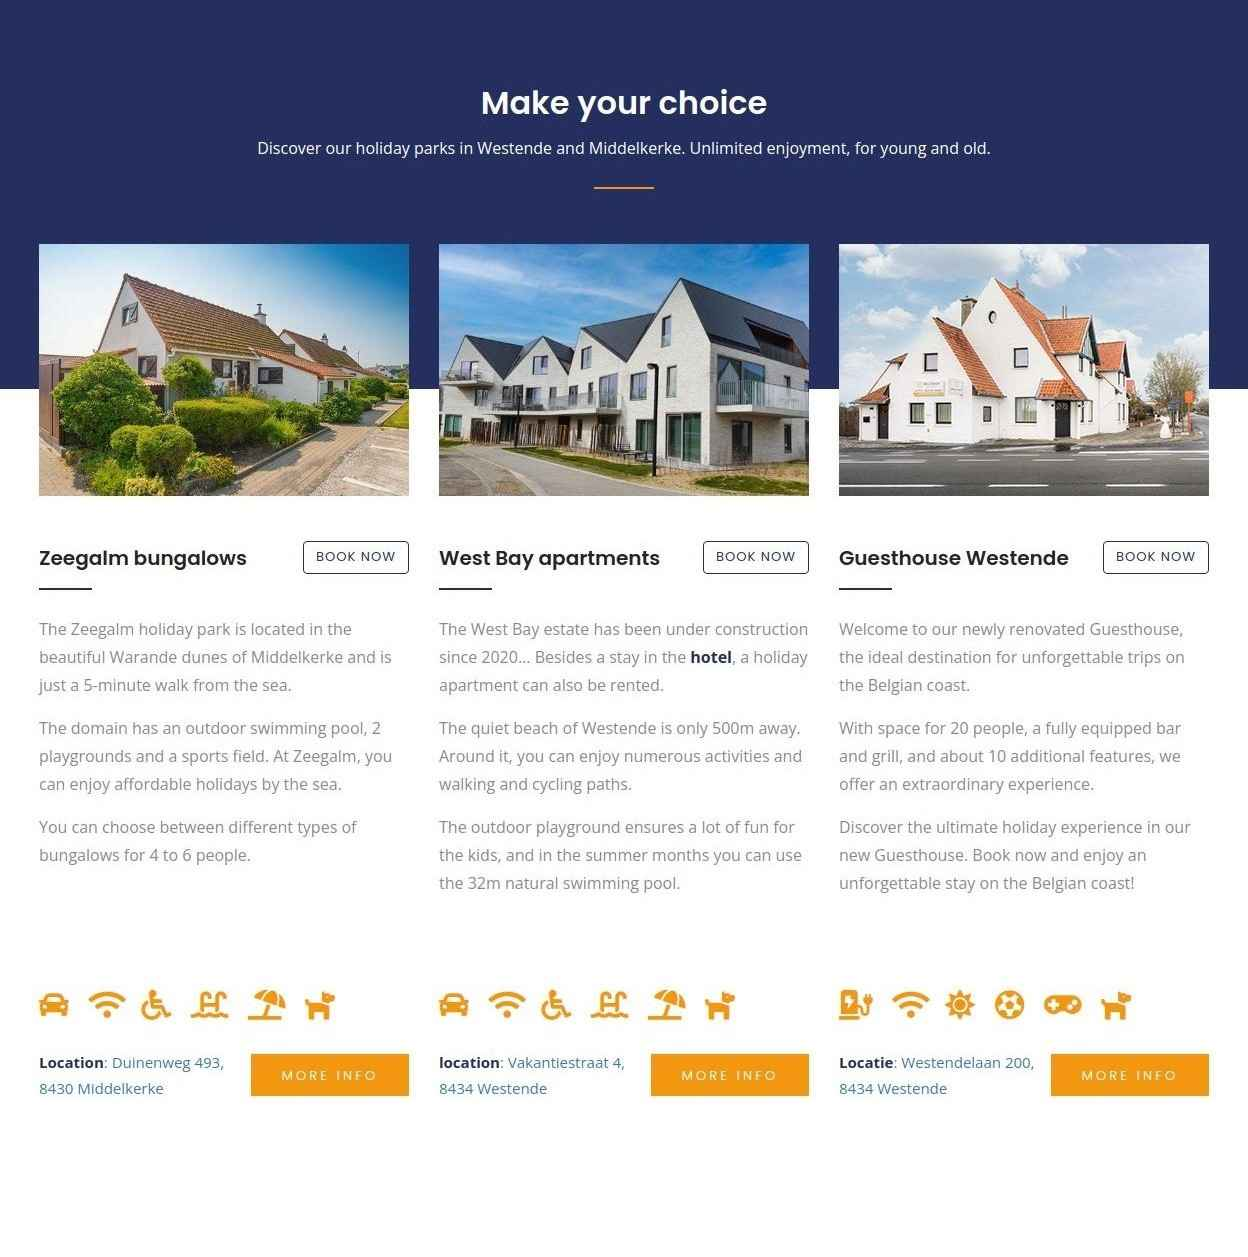 Make your choice
Discover our holiday parks in Westende and Middelkerke. Unlimited enjoyment, for young and old.
Zeegalm bungalows
BOOK NOW
The Zeegalm holiday park is located in the
beautiful Warande dunes of Middelkerke and is
just a 5-minute walk from the sea.
The domain has an outdoor swimming pool, 2
playgrounds and a sports field. At Zeegalm, you
can enjoy affordable holidays by the sea.
You can choose between different types of
bungalows for 4 to 6 people.
Location: Duinenweg 493,
8430 Middelkerke
MORE INFO
West Bay apartments
BOOK NOW
The West Bay estate has been under construction
since 2020... Besides a stay in the hotel, a holiday
apartment can also be rented.
The quiet beach of Westende is only 500m away.
Around it, you can enjoy numerous activities and
walking and cycling paths.
The outdoor playground ensures a lot of fun for
the kids, and in the summer months you can use
the 32m natural swimming pool.
location: Vakantiestraat 4,
8434 Westende
MORE INFO
Guesthouse Westende
BOOK NOW
Welcome to our newly renovated Guesthouse,
the ideal destination for unforgettable trips on
the Belgian coast.
With space for 20 people, a fully equipped bar
and grill, and about 10 additional features, we
offer an extraordinary experience.
Discover the ultimate holiday experience in our
new Guesthouse. Book now and enjoy an
unforgettable stay on the Belgian coast!
Locatie: Westendelaan 200,
8434 Westende
MORE INFO